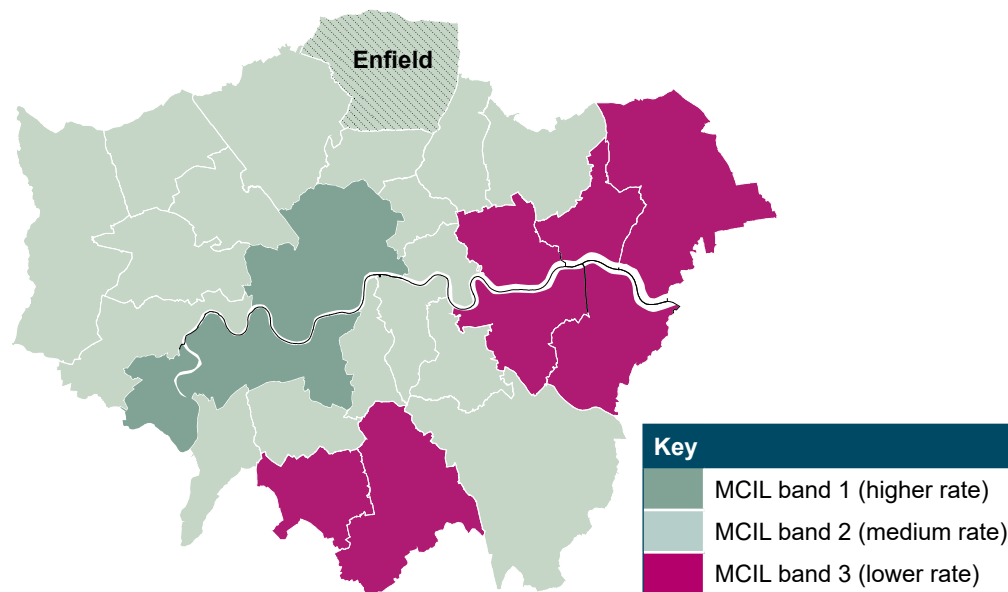 Enfield
Key
MCIL band 1 (higher rate)
MCIL band 2 (medium rate)
MCIL band 3 (lower rate)